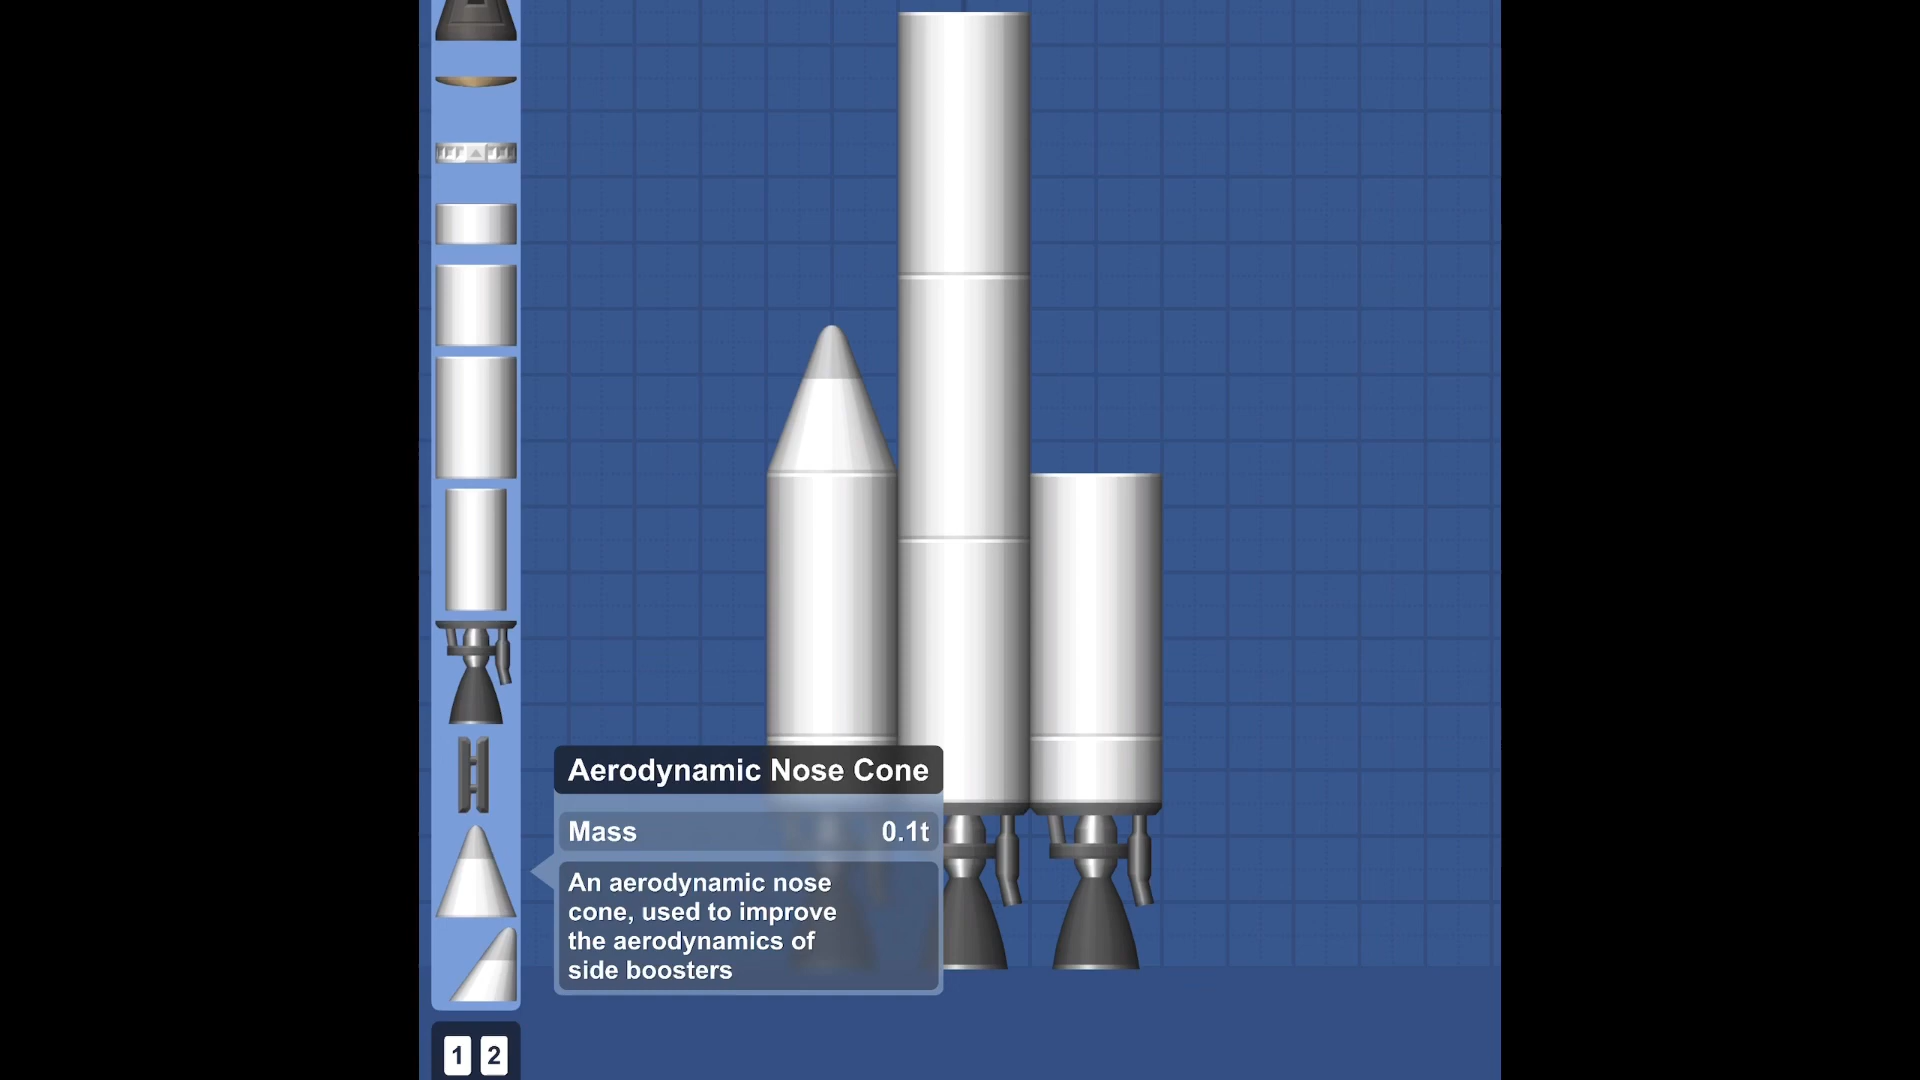 Aerodynamic Nose Cone
Mass 0.1t
An aerodynamic nose
cone, used to improve
the aerodynamics of
side boosters
1 2